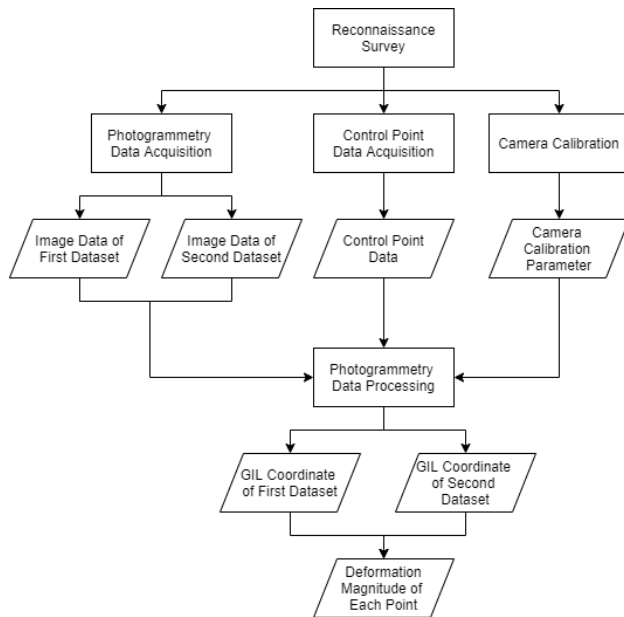 Reconnaissance
Survey
Photogrammetry
Data Acquisition
Control Point
Data Acquisition
Camera Calibration
Image Data of
First Dataset
Image Data of
Second Dataset
Control Point
Data
Camera
Calibration
Parameter
Photogrammetry
Data Processing
GIL Coordinate
of First Dataset
GIL Coordinate
of Second
Dataset
Deformation
Magnitude of
Each Point